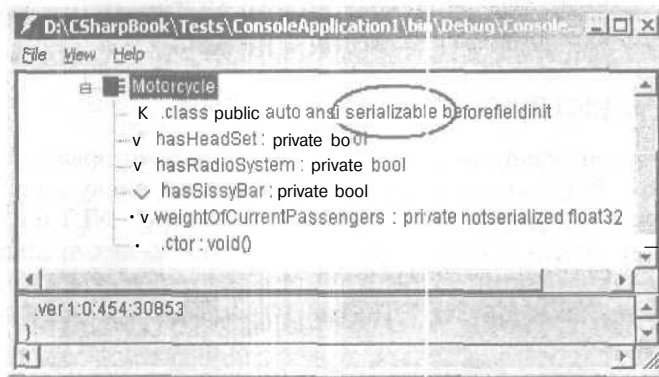 D:\CSharpBook\Tests\ConsoleApplication1\bin\Debug\Console...
File View Help
Motorcycle
K .class public auto ansi serializable beforefieldinit
v hasHeadSet : private bool
v hasRadioSystem : private bool
hasSissyBar : private bool
v weightOfCurrentPassengers : private notserialized float32
.ctor : void()
.ver 1:0:454:30853
}